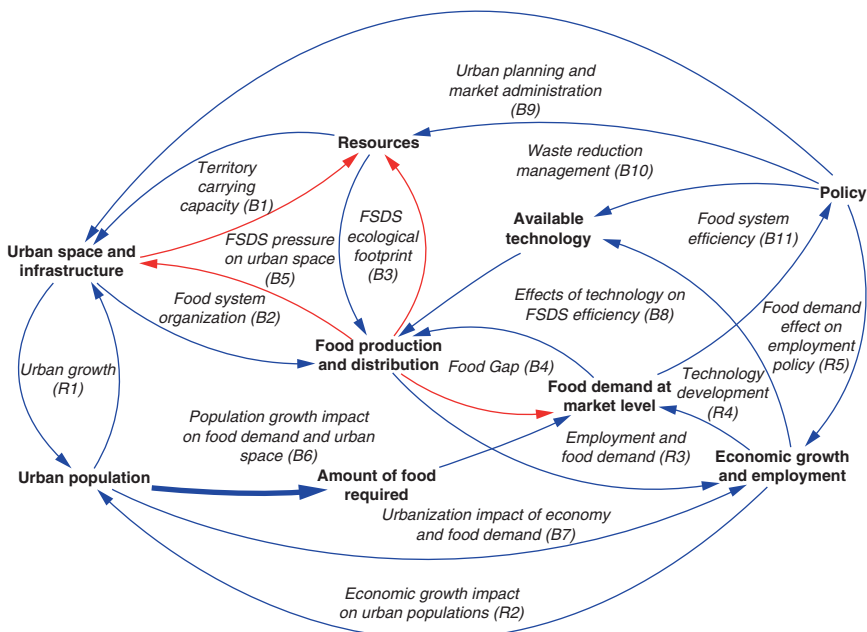 Urban planning and
market administration
(B9)
Resources
Waste reduction
management (B10)
Territory
carrying
capacity (B1)
Policy
Available
technology
Food system
efficiency (B11)
Urban space and
infrastructure
FSDS pressure
on urban space
(B5)
FSDS
ecological
footprint
(B3)
Food system
organization (B2)
Effects of technology on
FSDS efficiency (B8)
Food demand
effect on
employment
policy (R5)
Food production
and distribution
Urban growth
(R1)
Food Gap (B4)
Food demand at
market level
Technology
development
(R4)
Population growth impact
on food demand and urban
space (B6)
Employment and
food demand (R3)
Economic growth
and employment
Urban population
Amount of food
required
Urbanization impact of economy
and food demand (B7)
Economic growth impact
on urban populations (R2)